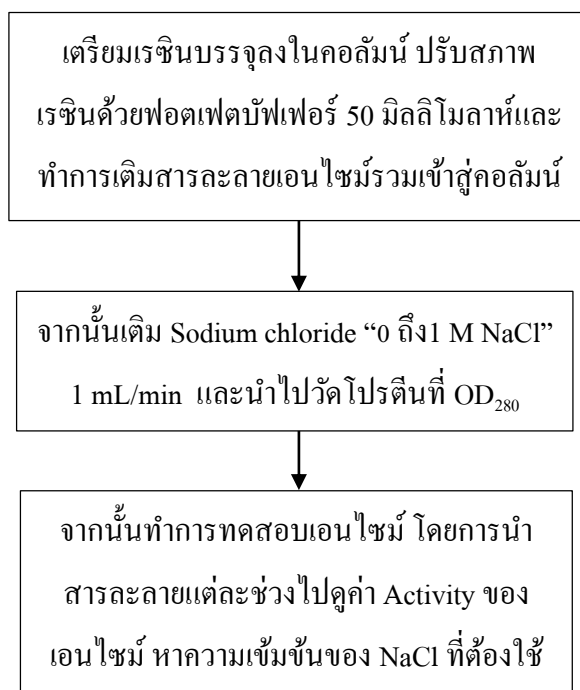 เตรียมเรซินบรรจุลงในคอลัมน์ ปรับสภาพ
เรซินด้วยฟอตเฟตบัฟเฟอร์ 50 มิลลิโมลาห์และ
ทำการเติมสารละลายเอนไซม์รวมเข้าสู่คอลัมน์
จากนั้นเติม Sodium chloride “0 ถึง1 M NaCl”
1 mL/min และนำไปวัดโปรตีนที่ OD₂₈₀
จากนั้นทำการทดสอบเอนไซม์ โดยการนำ
สารละลายแต่ละช่วงไปดูค่า Activity ของ
เอนไซม์ หาความเข้มข้นของ NaCl ที่ต้องใช้